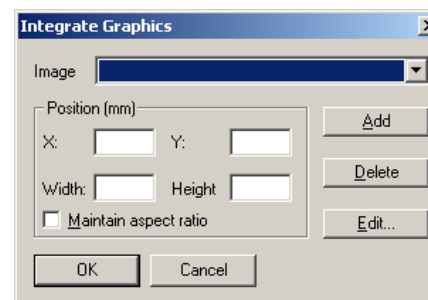 Integrate Graphics
Image
Position (mm)
X: Y:
Width: Height
Maintain aspect ratio
Add
Delete
Edit...
OK Cancel